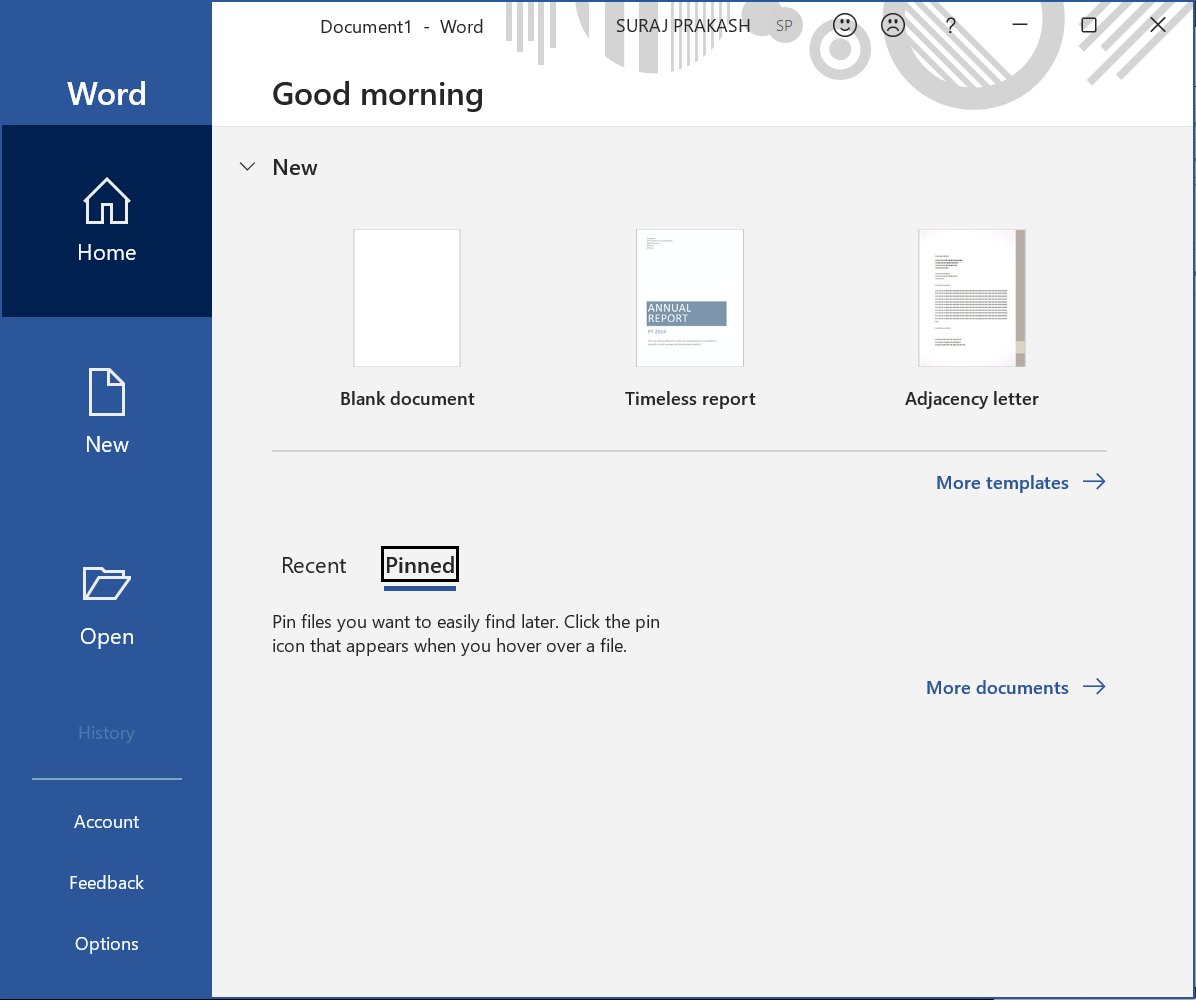 Document1 - Word
SURAJ PRAKASH SP
?
Word
Good morning
Home
New
Open
History
Account
Feedback
Options
New
ANNUAL
REPORT
FY 2014
Blank document
Timeless report
Adjacency letter
More templates
Recent
Pinned
Pin files you want to easily find later. Click the pin
icon that appears when you hover over a file.
More documents